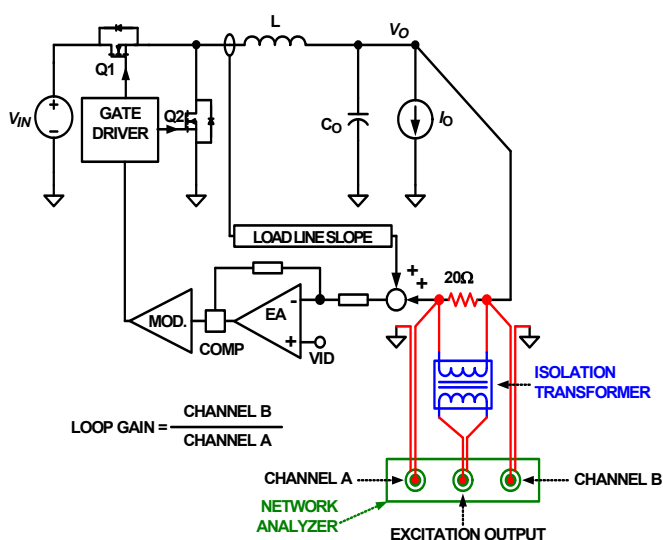 L
VO
Q1
VIN
GATE
DRIVER
Q2
CO
IO
LOAD LINE SLOPE
+
+
20Ω
MOD.
COMP
EA
-
+
VID
ISOLATION
TRANSFORMER
LOOP GAIN =
CHANNEL B
CHANNEL A
CHANNEL A
CHANNEL B
NETWORK
ANALYZER
EXCITATION OUTPUT